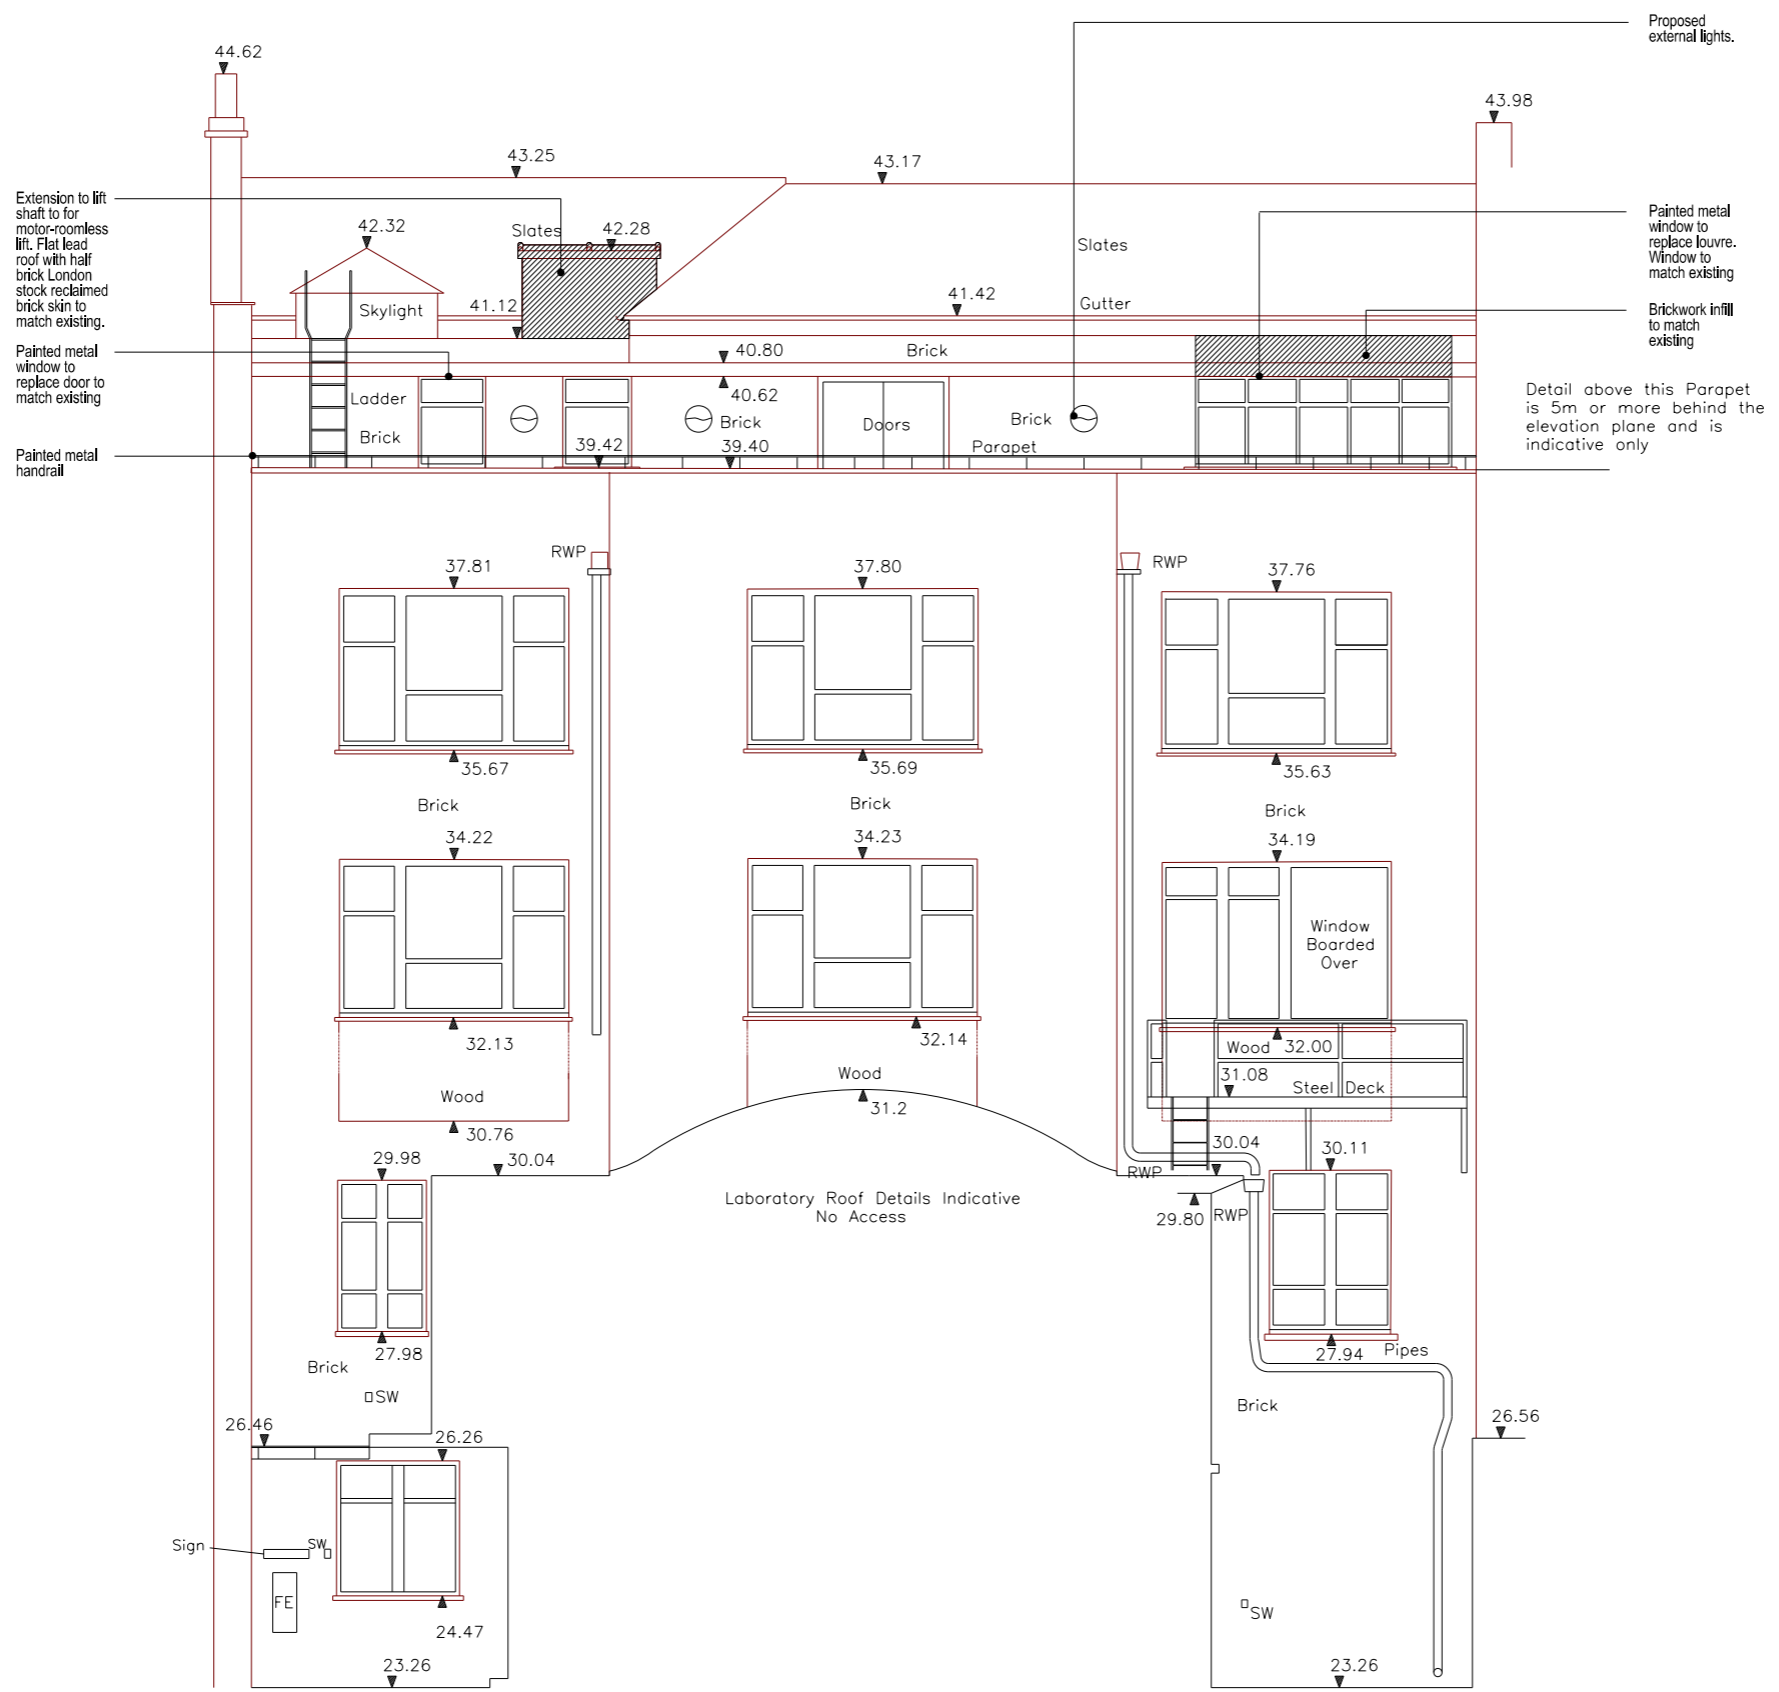 Proposed
external lights.
44.62
43.98
43.25
43.17
Extension to lift
shaft to for
motor-roomless
lift. Flat lead
roof with half
brick London
stock reclaimed
brick skin to
match existing.
Painted metal
window to
replace louvre.
Window to
match existing
42.32
Slates
42.28
Slates
41.12
Skylight
41.42
Gutter
Brickwork infill
to match
existing
Painted metal
window to
replace door to
match existing
40.80
Brick
40.62
Ladder
Brick
Brick
Doors
Brick
Detail above this Parapet
is 5m or more behind the
elevation plane and is
indicative only
39.42
39.40
Parapet
Painted metal
handrail
RWP
RWP
37.81
37.80
37.76
35.67
35.69
35.63
Brick
Brick
Brick
34.22
34.23
34.19
Window
Boarded
Over
32.13
32.14
Wood
32.00
Wood
Wood
31.08
Steel Deck
31.2
30.76
29.98
30.04
30.04
30.11
RWP
Laboratory Roof Details Indicative
No Access
29.80
RWP
27.98
27.94
Pipes
Brick
SW
Brick
26.46
26.26
26.56
Sign
SW
FE
24.47
SW
23.26
23.26